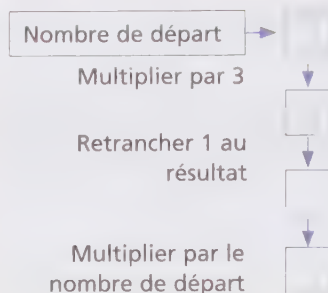 Nombre de départ
Multiplier par 3
Retrancher 1 au
résultat
Multiplier par le
nombre de départ